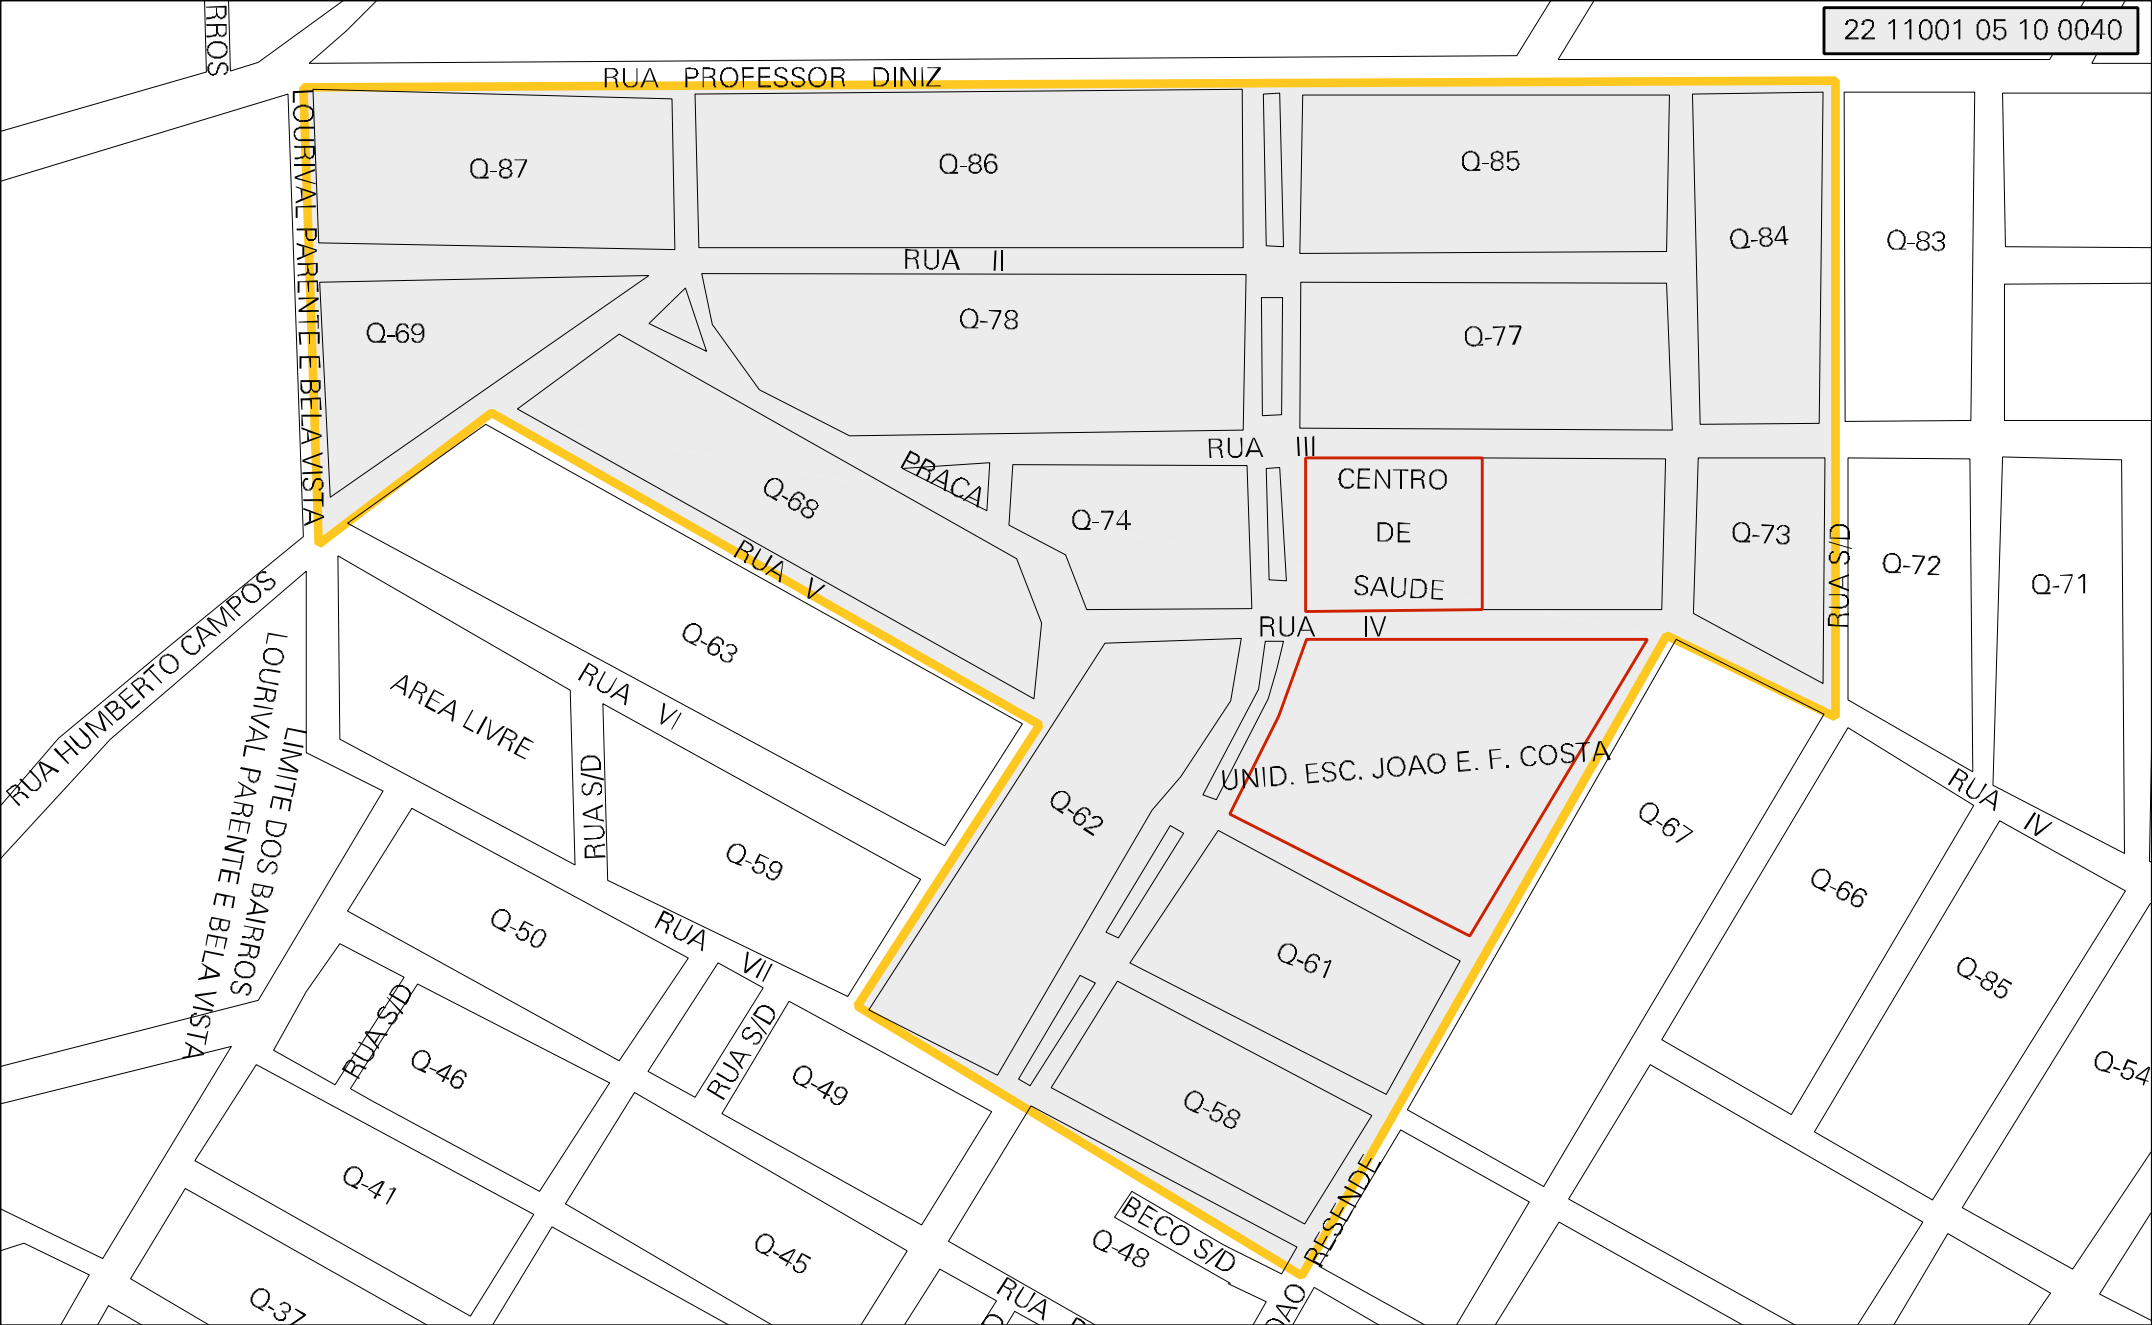 RROS
22 11001 05 10 0040
RUA PROFESSOR DINIZ
LOURIVAL PARENTE E BELA VISTA
Q-87
Q-86
Q-85
Q-84
Q-83
RUA II
Q-69
Q-78
Q-77
RUA III
PRACA
Q-68
Q-74
CENTRO
DE
SAUDE
Q-73
RUA S/D
Q-72
Q-71
RUA V
RUA HUMBERTO CAMPOS
RUA IV
Q-63
AREA LIVRE
RUA VI
LIMITE DOS BAIRROS
LOURIVAL PARENTE E BELA VISTA
RUA S/D
UNID. ESC. JOAO E. F. COSTA
Q-62
Q-67
RUA IV
Q-59
Q-66
Q-50
RUA VII
Q-61
Q-85
RUA S/D
RUA S/D
Q-46
Q-49
Q-58
Q-54
Q-41
JOAO RESENDE
BECO S/D
Q-45
Q-48
Q-37
RUA